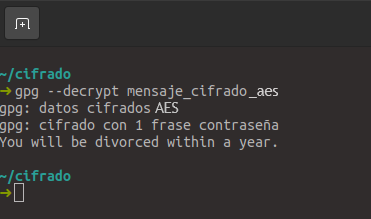 ~/cifrado
➜gpg --decrypt mensaje_cifrado_aes
gpg: datos cifrados AES
gpg: cifrado con 1 frase contraseña
You will be divorced within a year.
~/cifrado
➜